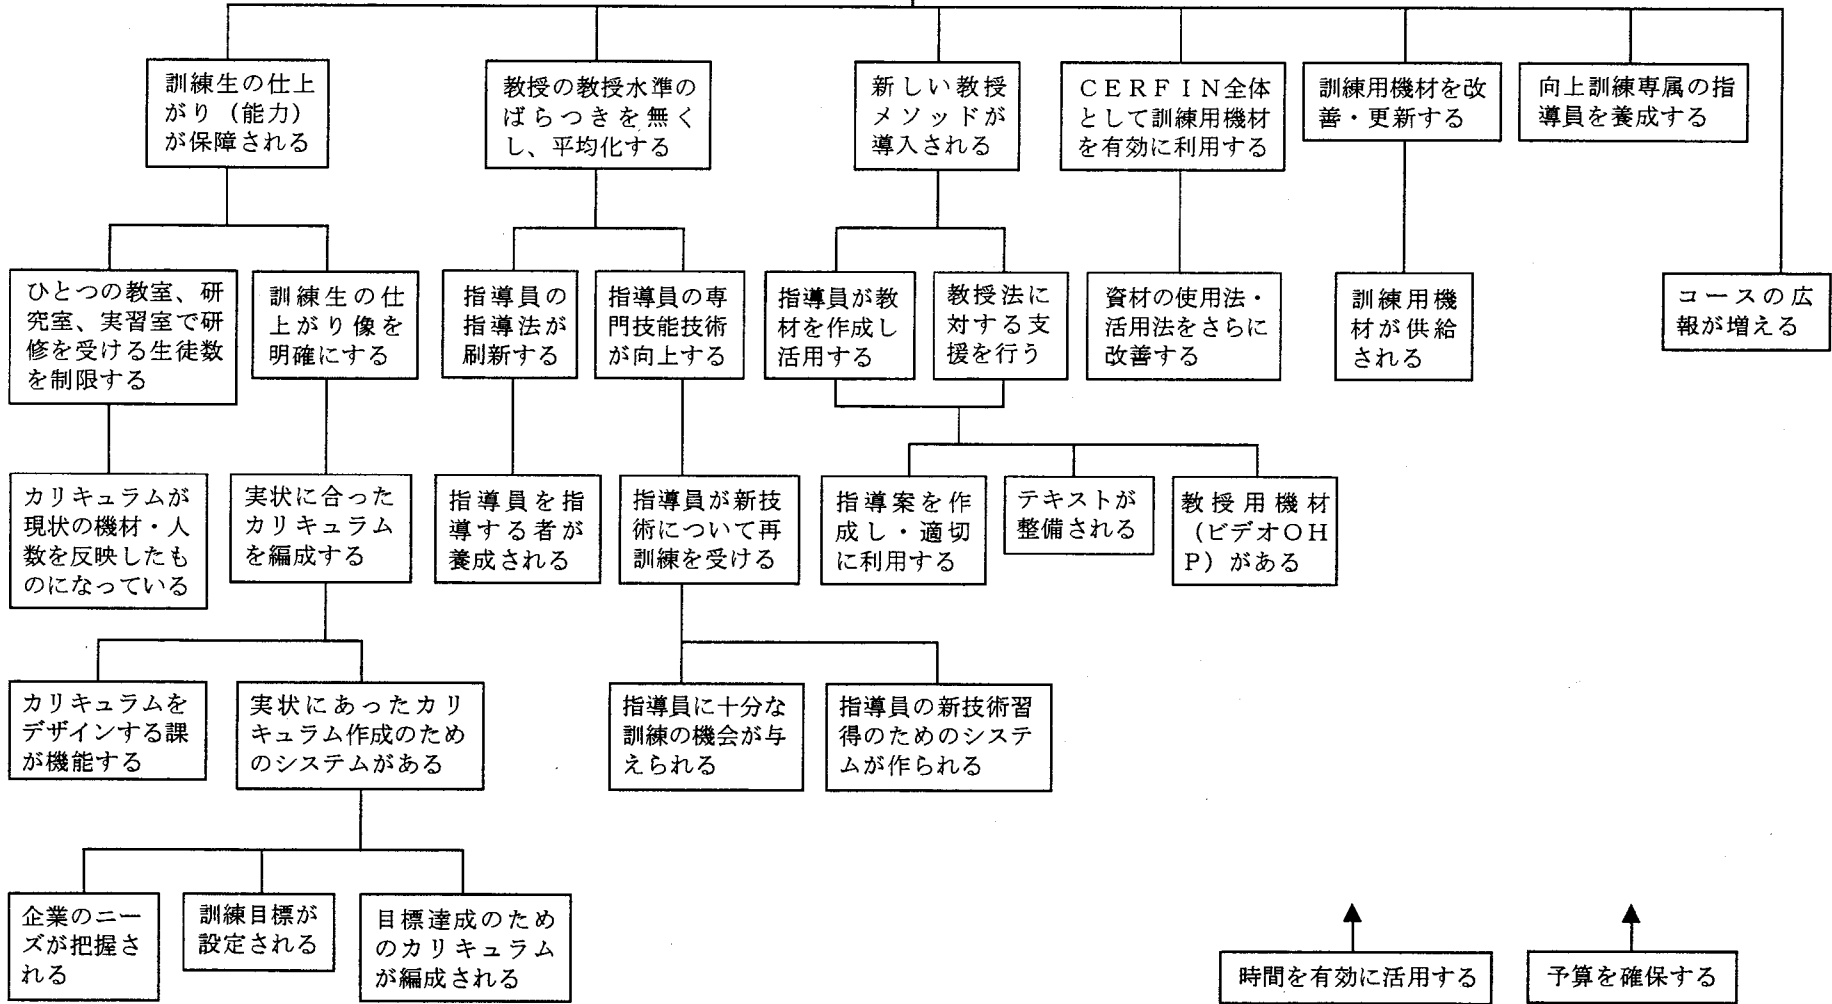 訓練生の仕上
がり（能力）
が保障される
教授の教授水準の
ばらつきを無く
し、平均化する
新しい教授
メソッドが
導入される
ＣＥＲＦＩＮ全体
として訓練用機材
を有効に利用する
訓練用機材を改
善・更新する
向上訓練専属の指
導員を養成する
ひとつの教室、研
究室、実習室で研
修を受ける生徒数
を制限する
訓練生の仕
上がり像を
明確にする
指導員の
指導法が
刷新する
指導員の専
門技能技術
が向上する
指導員が教
材を作成し
活用する
教授法に
対する支
援を行う
資材の使用法・
活用法をさらに
改善する
訓練用機
材が供給
される
コースの広
報が増える
カリキュラムが
現状の機材・人
数を反映したも
のになっている
実状に合った
カリキュラム
を編成する
指導員を指
導する者が
養成される
指導員が新技
術について再
訓練を受ける
指導案を作
成し・適切
に利用する
テキストが
整備される
教授用機材
（ビデオＯＨ
Ｐ）がある
カリキュラムを
デザインする課
が機能する
実状にあったカリ
キュラム作成のため
のシステムがある
指導員に十分な
訓練の機会が与
えられる
指導員の新技術習
得のためのシステ
ムが作られる
企業のニー
ズが把握さ
れる
訓練目標が
設定される
目標達成のため
のカリキュラム
が編成される
時間を有効に活用する
予算を確保する